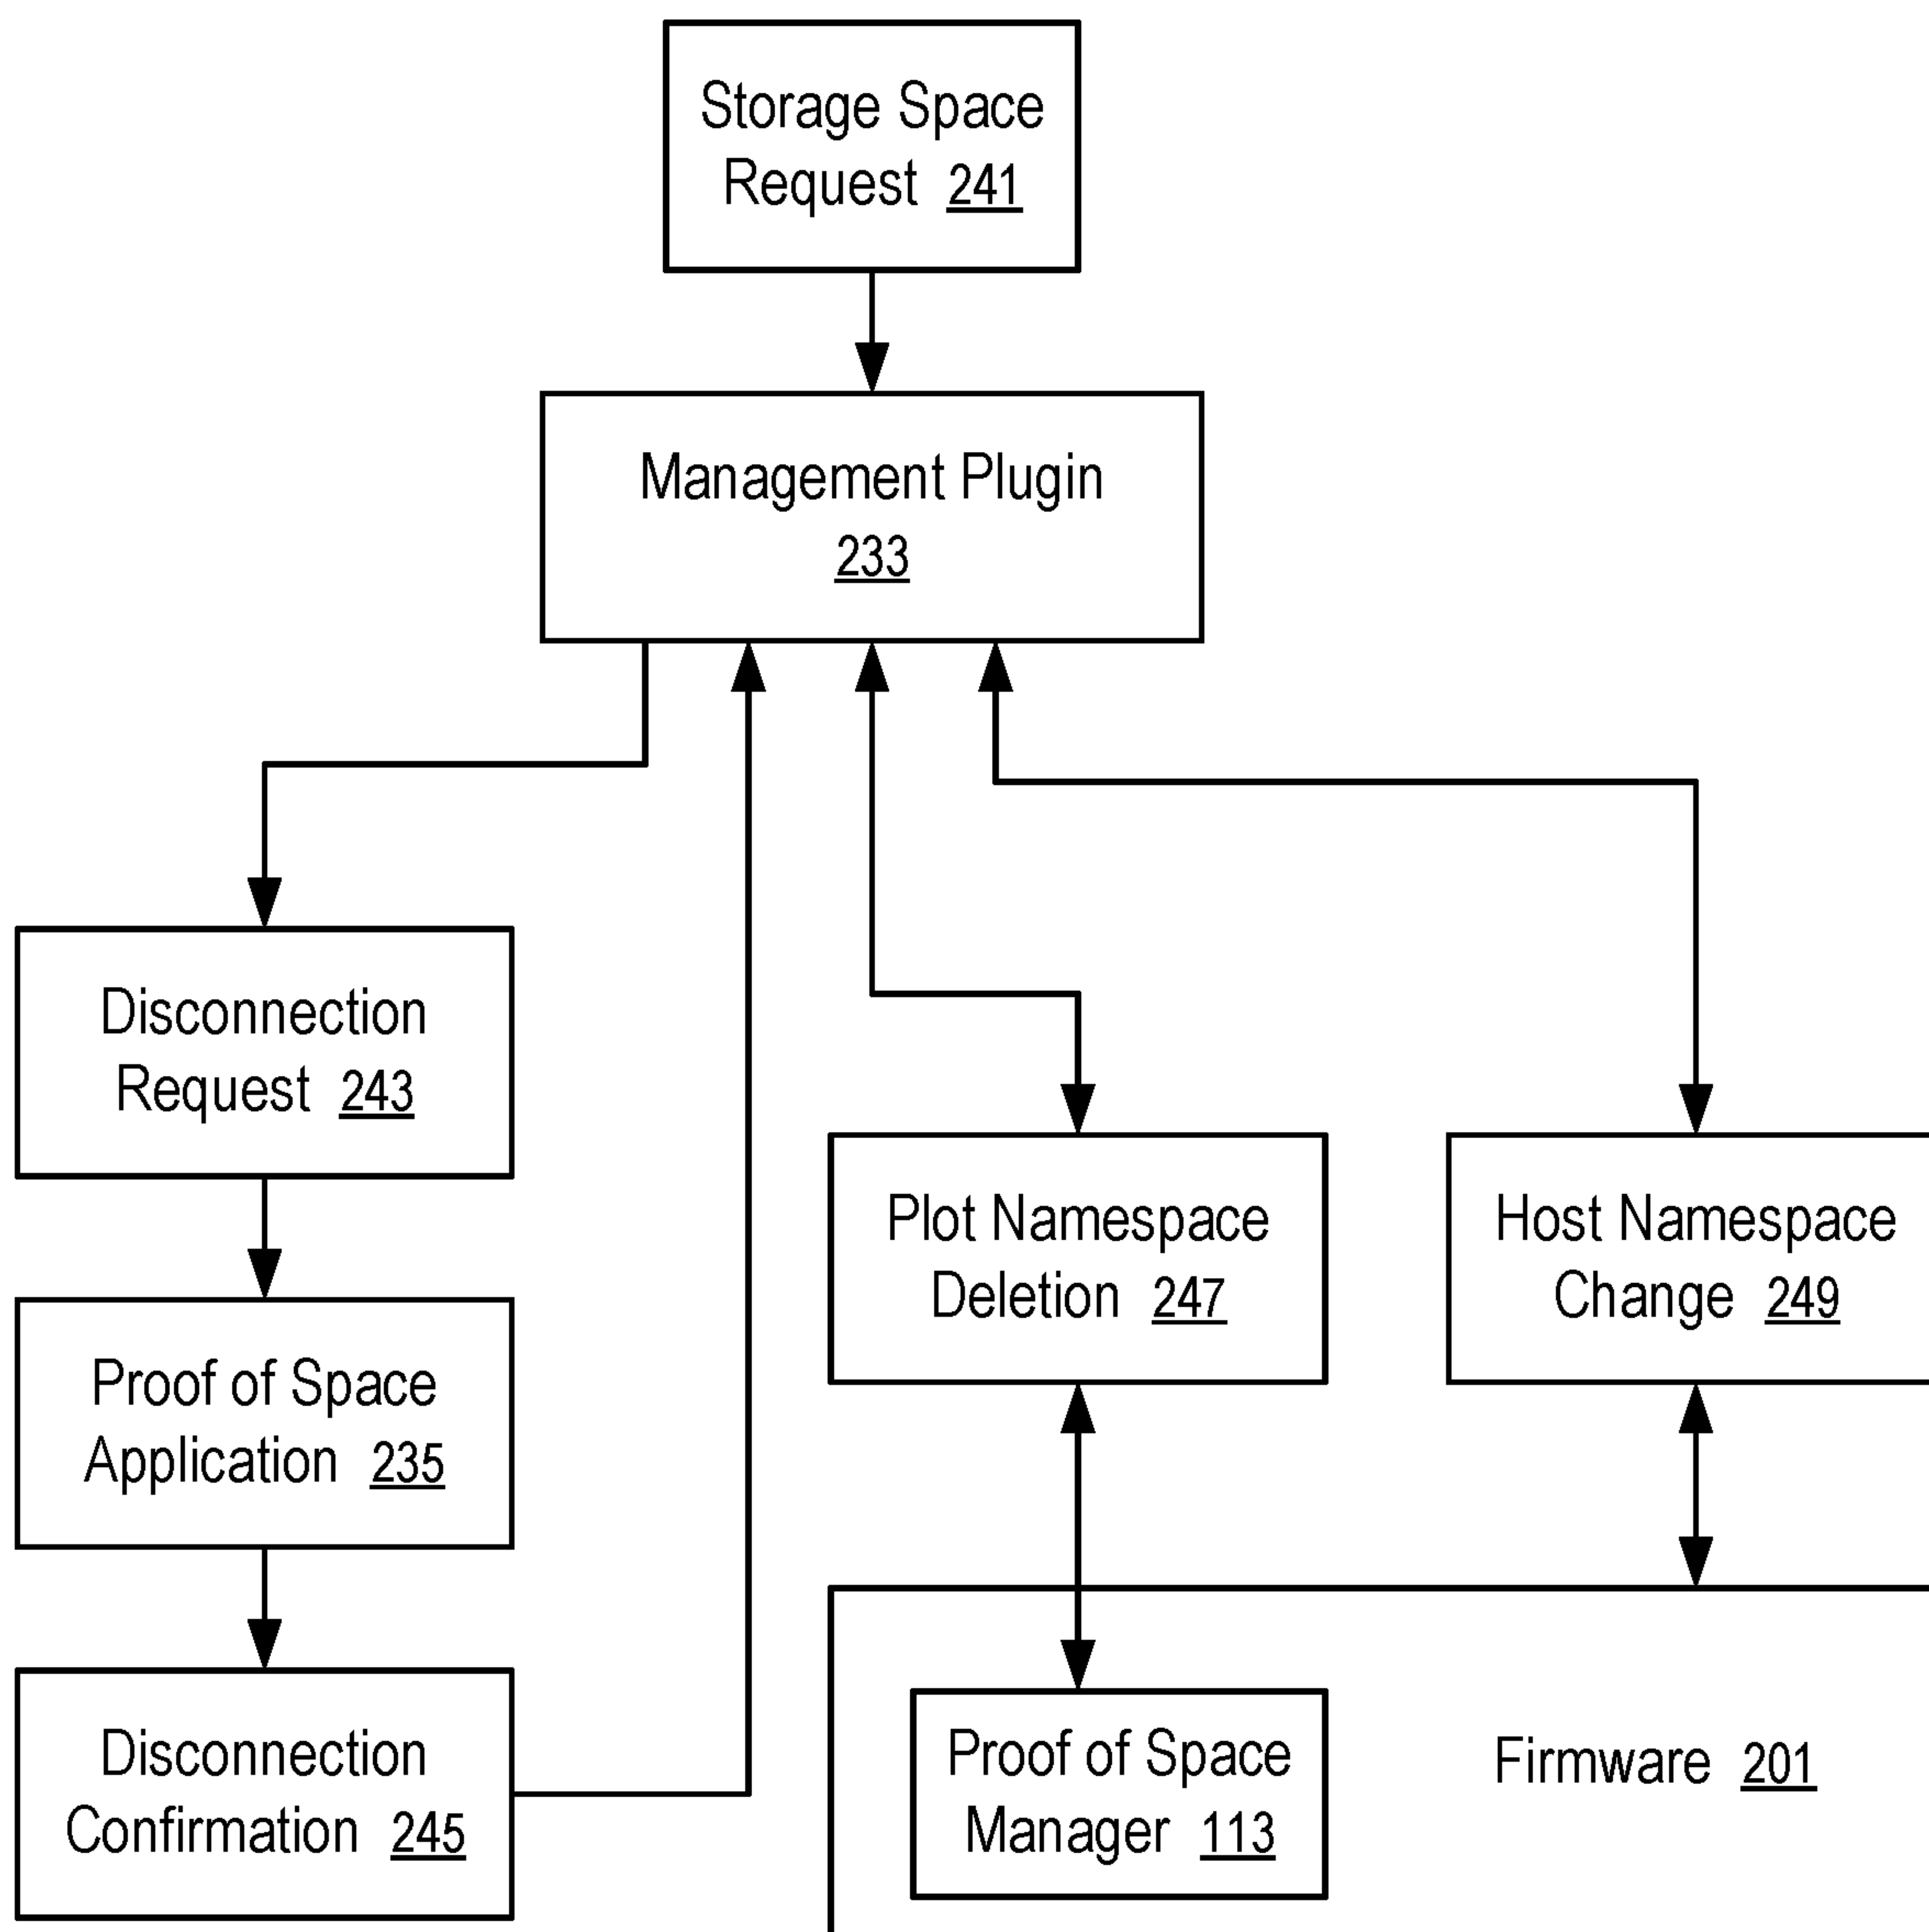 Storage Space
Request 241
Management Plugin
233
Disconnection
Request 243
Plot Namespace
Deletion 247
Host Namespace
Change 249
Proof of Space
Application 235
Disconnection
Confirmation 245
Proof of Space
Manager 113
Firmware 201